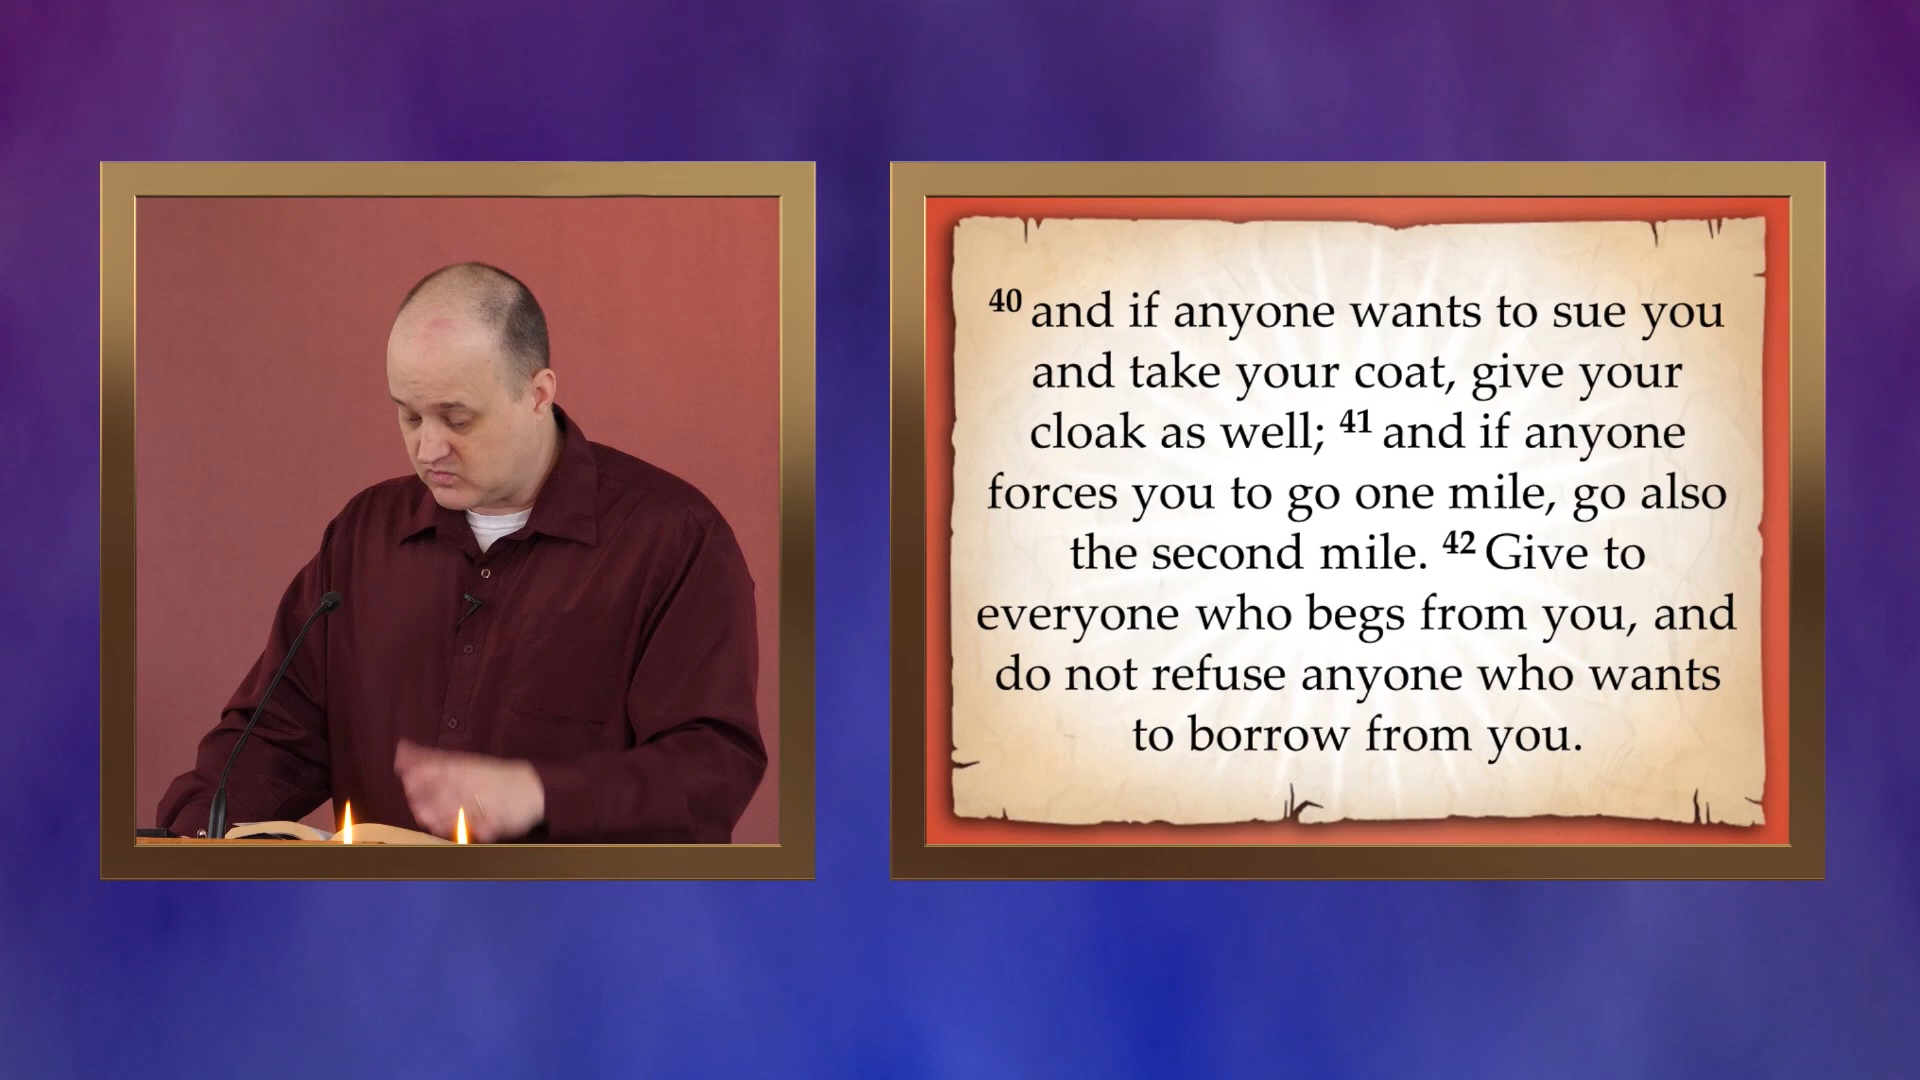 40 and if anyone wants to sue you
and take your coat, give your
cloak as well; 41 and if anyone
forces you to go one mile, go also
the second mile. 42 Give to
everyone who begs from you, and
do not refuse anyone who wants
to borrow from you.